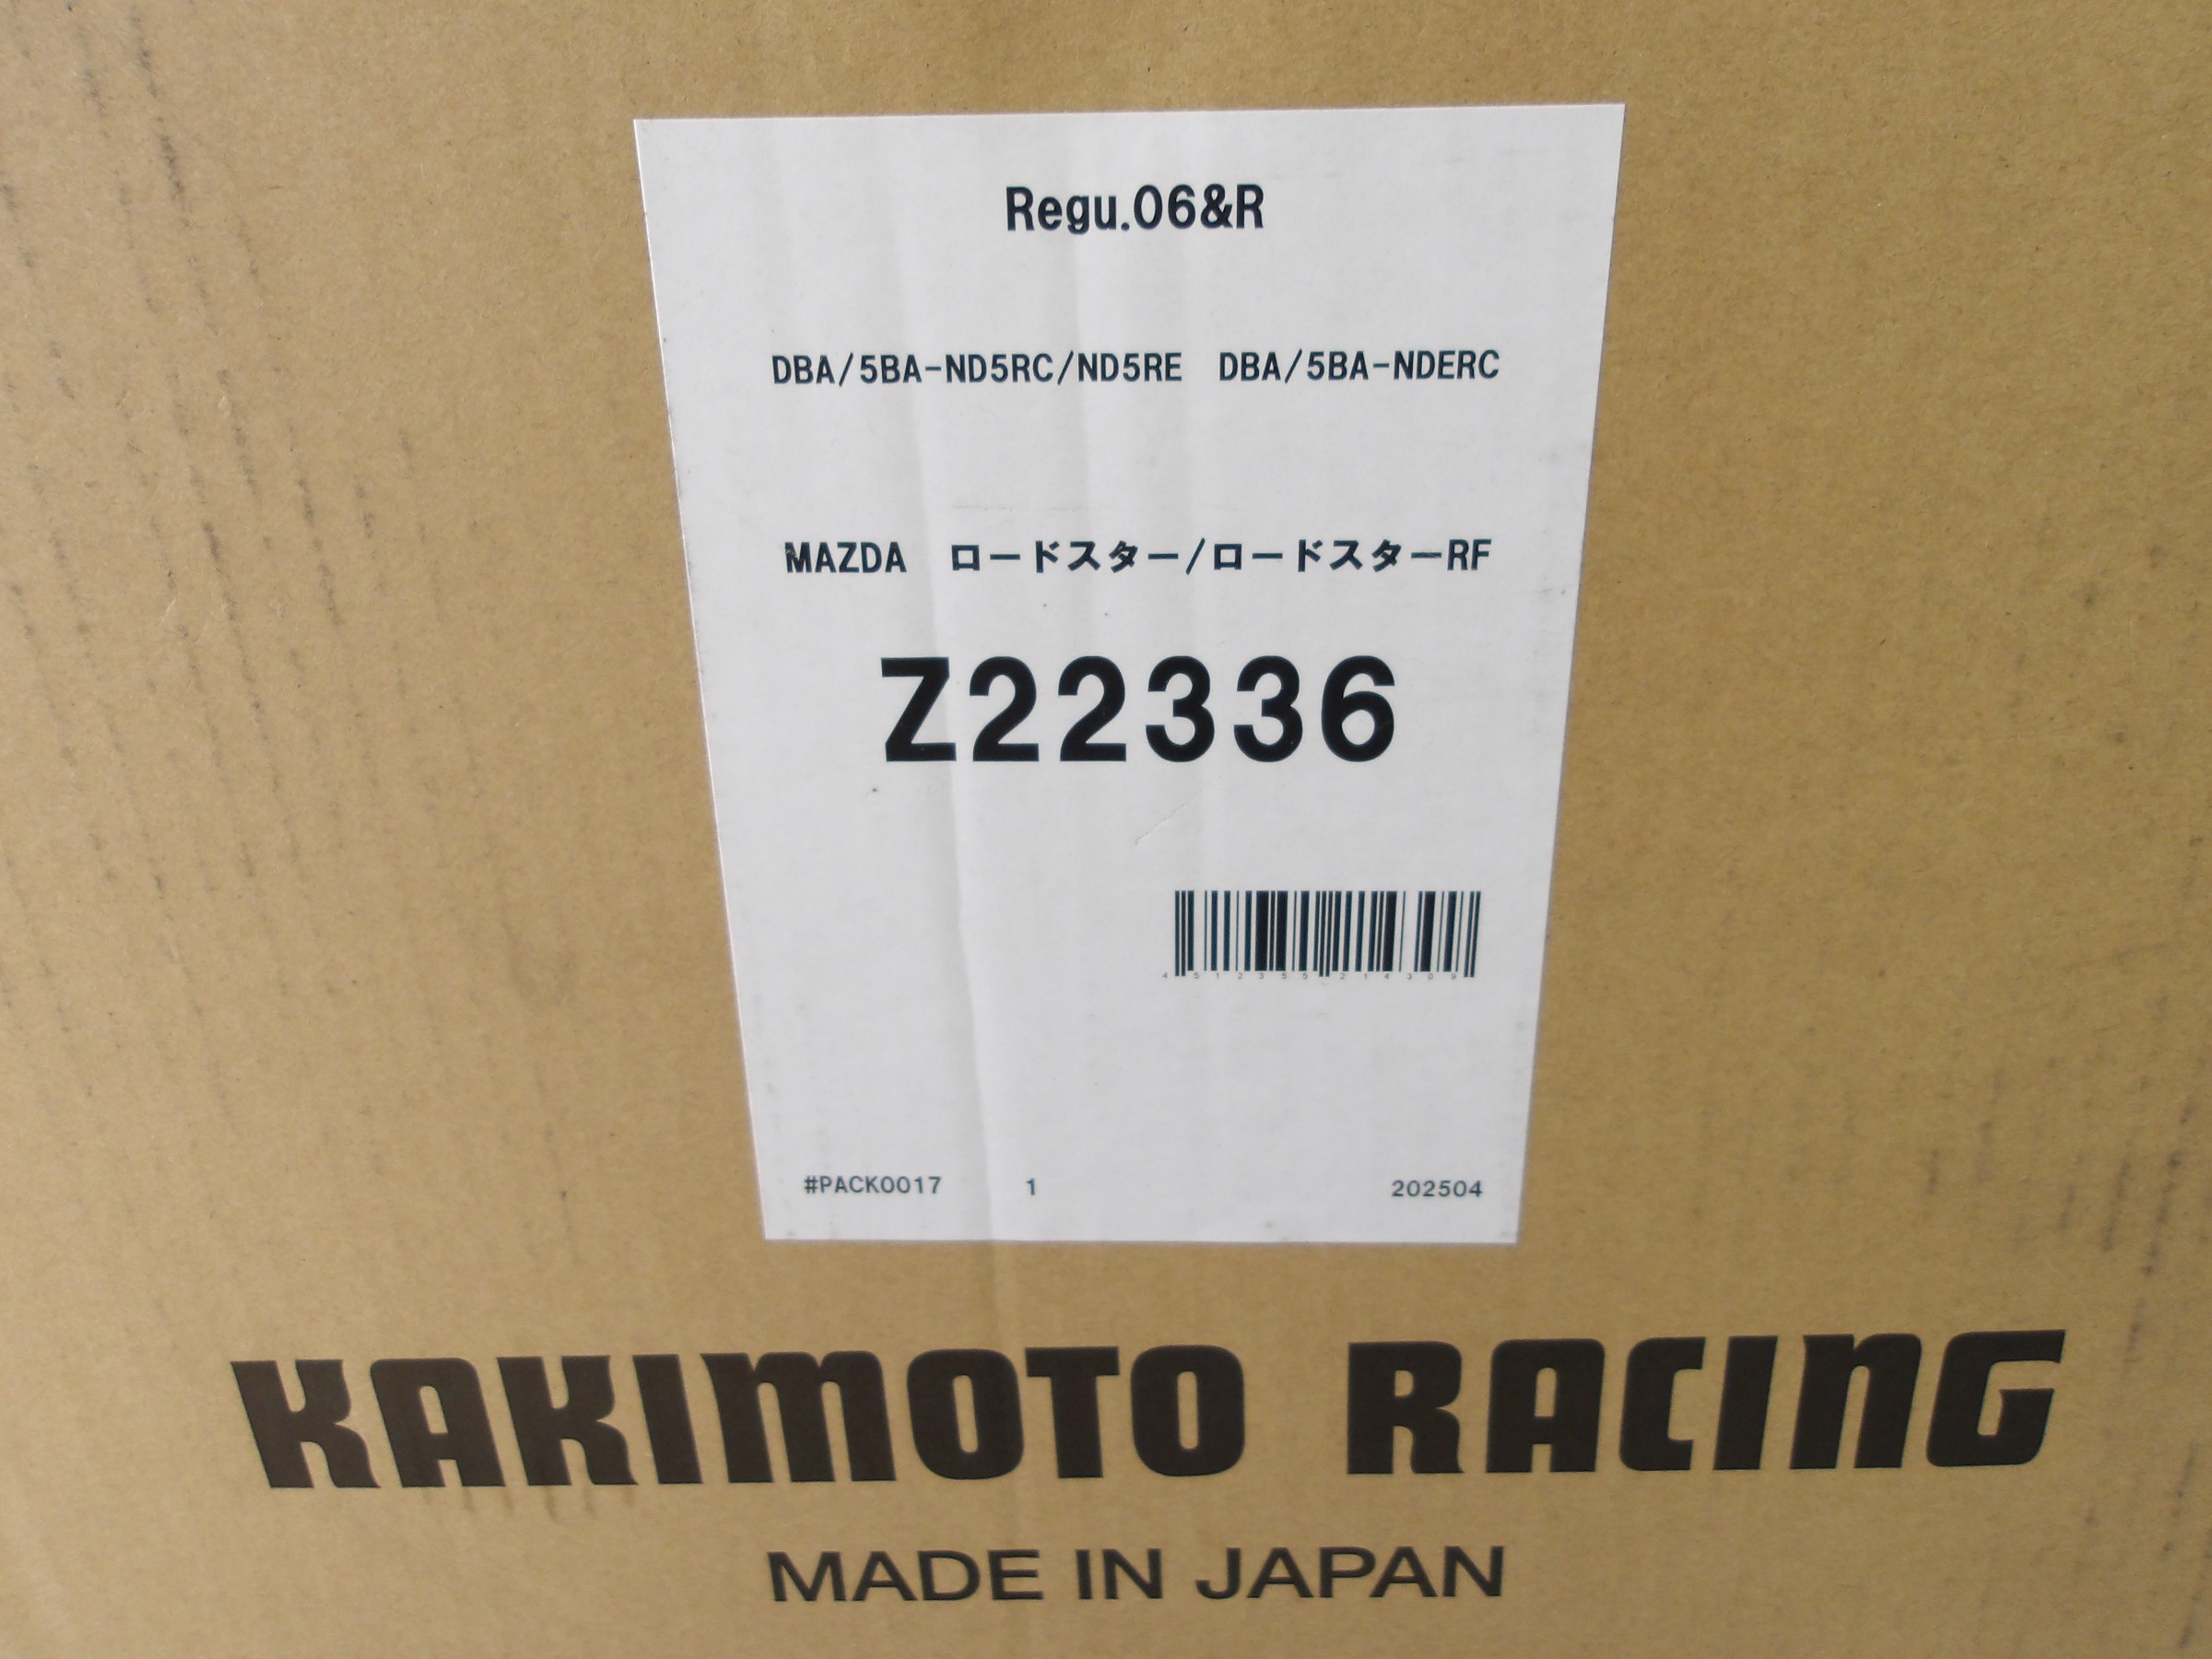 Regu.06&R
DBA/5BA-ND5RC/ND5RE DBA/5BA-NDERC
MAZDA ロードスター/ロードスターRF
Z22336
4512355214309
#PACK0017 1 202504
KAKIMOTO RACING
MADE IN JAPAN